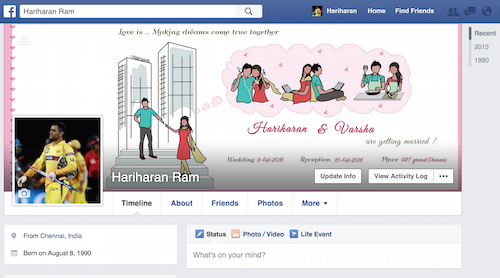 Hariharan Ram
Hariharan Home Find Friends
Recent
2015
1990
Love is .. Making dreams come true together
Hariharan & Varsha
are getting married !
Wedding 9-Feb-2016 Reception 10-Feb-2016 Place GRT grand,Chennai
Hariharan Ram
Update Info View Activity Log ...
Timeline About Friends Photos More
From Chennai, India
Born on August 8, 1990
Status Photo / Video Life Event
What's on your mind?